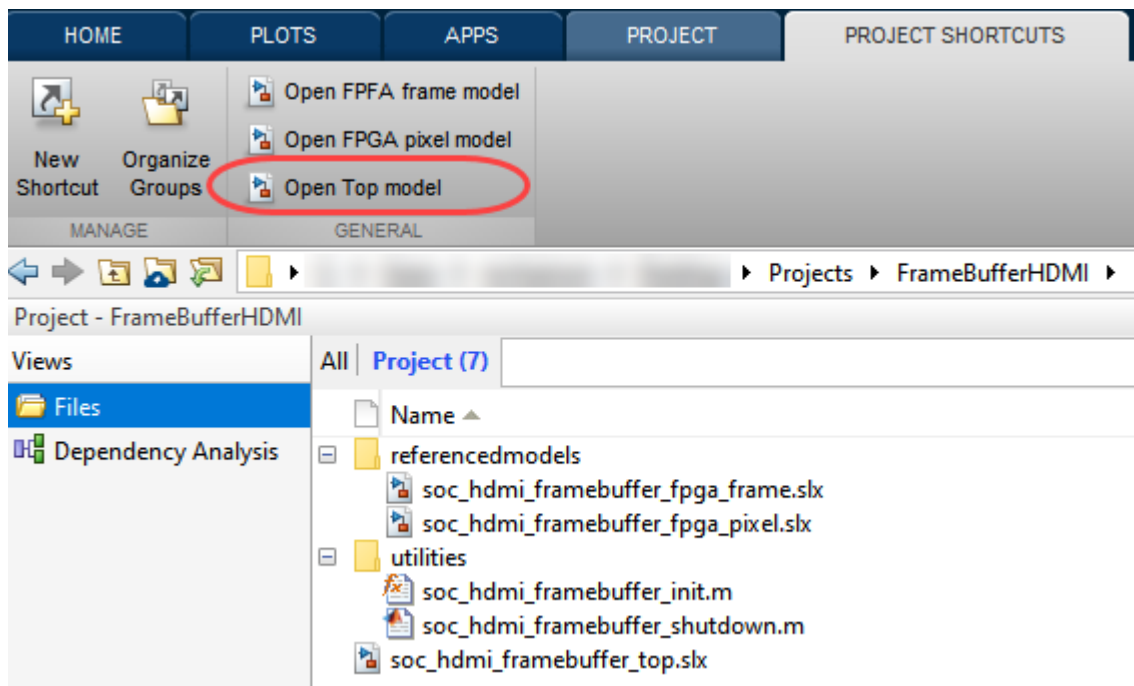 HOME PLOTS APPS PROJECT PROJECT SHORTCUTS
New Shortcut
Organize Groups
Open FPFA frame model
Open FPGA pixel model
Open Top model
MANAGE GENERAL
Projects FrameBufferHDMI
Project - FrameBufferHDMI
Views
Files
Dependency Analysis
All Project (7)
Name
referencedmodels
soc_hdmi_framebuffer_fpga_frame.slx
soc_hdmi_framebuffer_fpga_pixel.slx
utilities
soc_hdmi_framebuffer_init.m
soc_hdmi_framebuffer_shutdown.m
soc_hdmi_framebuffer_top.slx